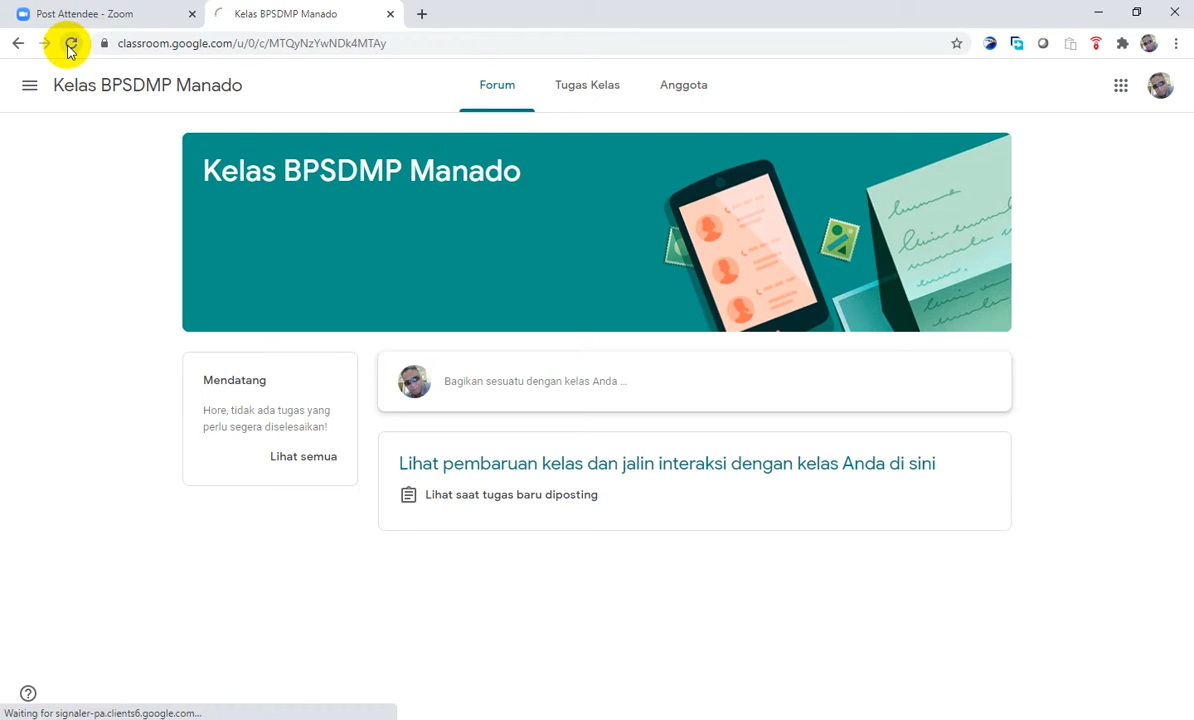 Post Attendee - Zoom
Kelas BPSDMP Manado
classroom.google.com/u/0/c/MTQyNzYwNDk4MTAy
Kelas BPSDMP Manado
Forum
Tugas Kelas
Anggota
Kelas BPSDMP Manado
Mendatang
Hore, tidak ada tugas yang
perlu segera diselesaikan!
Lihat semua
Bagikan sesuatu dengan kelas Anda ...
Lihat pembaruan kelas dan jalin interaksi dengan kelas Anda di sini
Lihat saat tugas baru diposting
Waiting for signaler-pa.clients6.google.com...